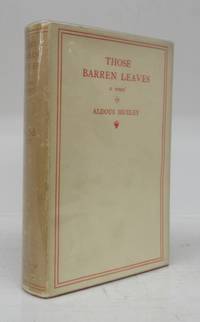 THOSE
BARREN LEAVES
a novel
ALDOUS HUXLEY